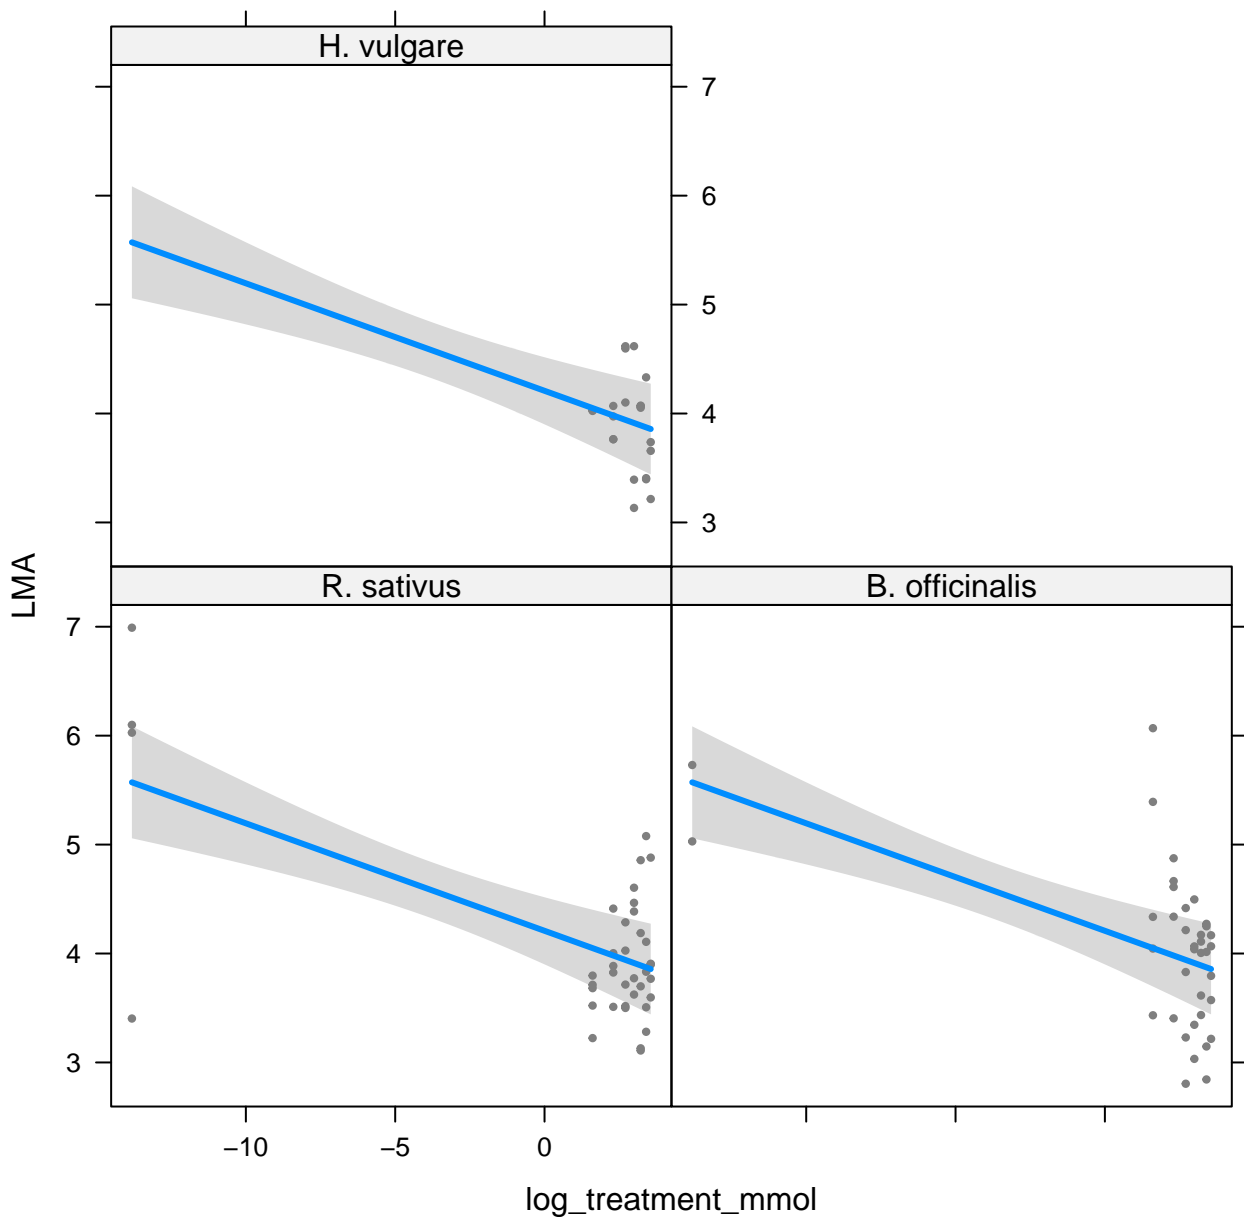 H. vulgare
7
6
5
4
3
LMA
R. sativus
B. officinalis
7
6
5
4
3
−10
−5
0
log_treatment_mmol